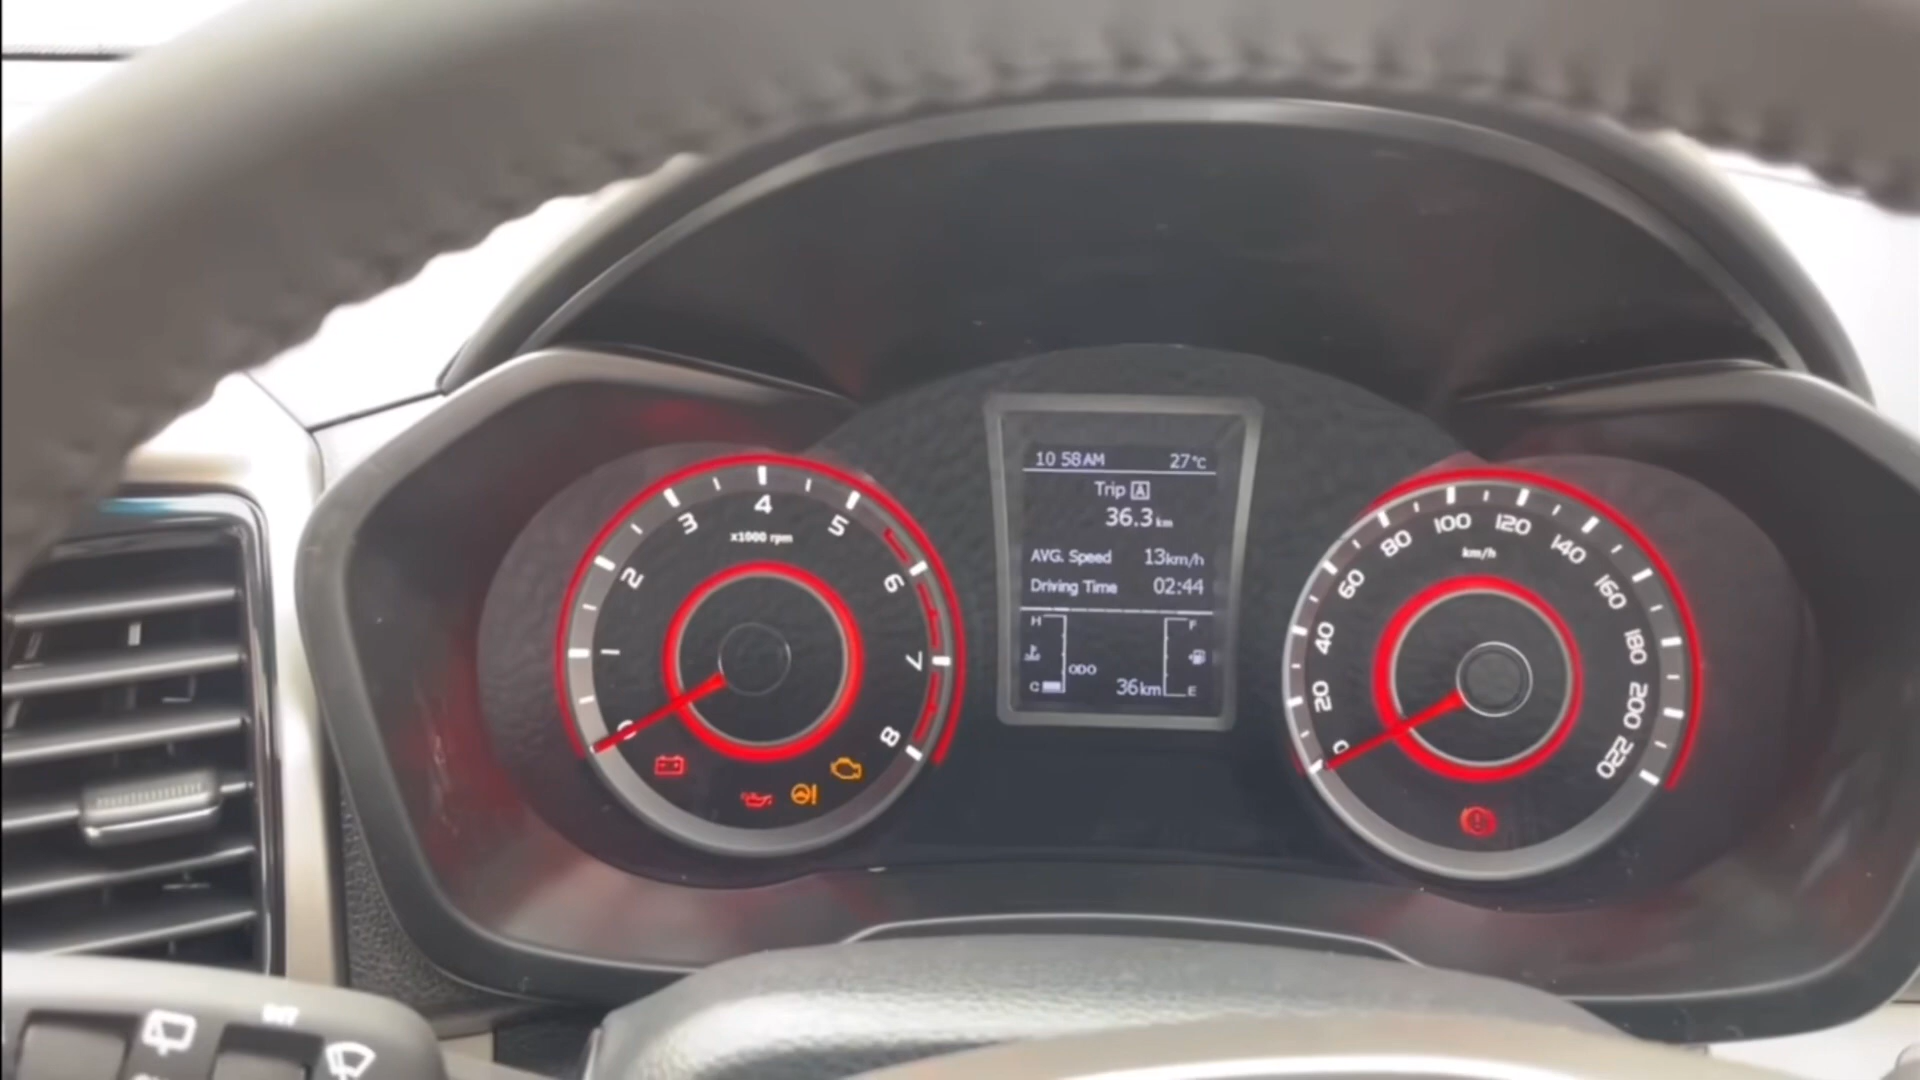 10 58AM 27°C
Trip A
36.3 km
AVG. Speed 13km/h
Driving Time 02:44
H F
ODO
C 36km E
0 1 2 3 4 5 6 7 8
x1000 rpm
0 20 40 60 80 100 120 140 160 180 200 220
km/h
INT